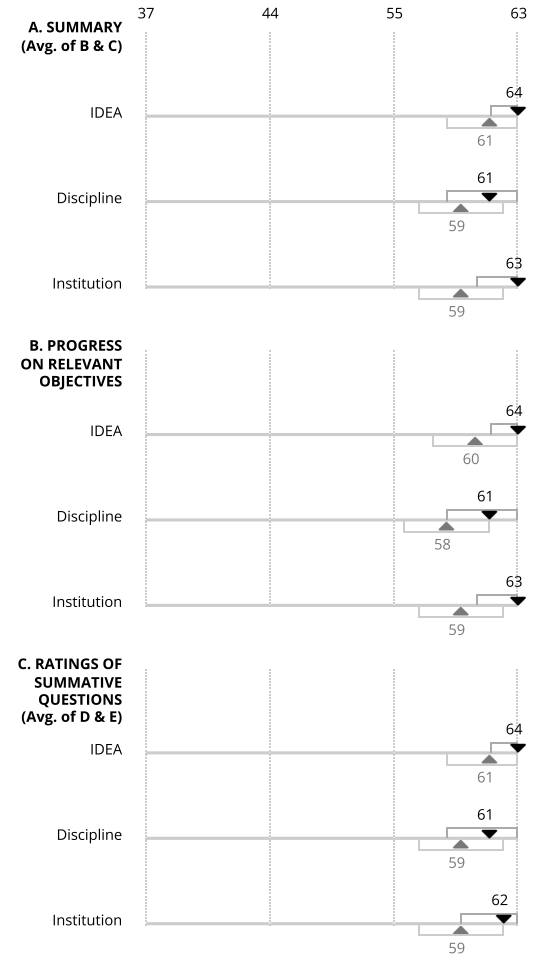 37 44 55 63
A. SUMMARY
(Avg. of B & C)
64
IDEA
61
61
Discipline
59
63
Institution
59
B. PROGRESS
ON RELEVANT
OBJECTIVES
64
IDEA
60
61
Discipline
58
63
Institution
59
C. RATINGS OF
SUMMATIVE
QUESTIONS
(Avg. of D & E)
64
IDEA
61
61
Discipline
59
62
Institution
59